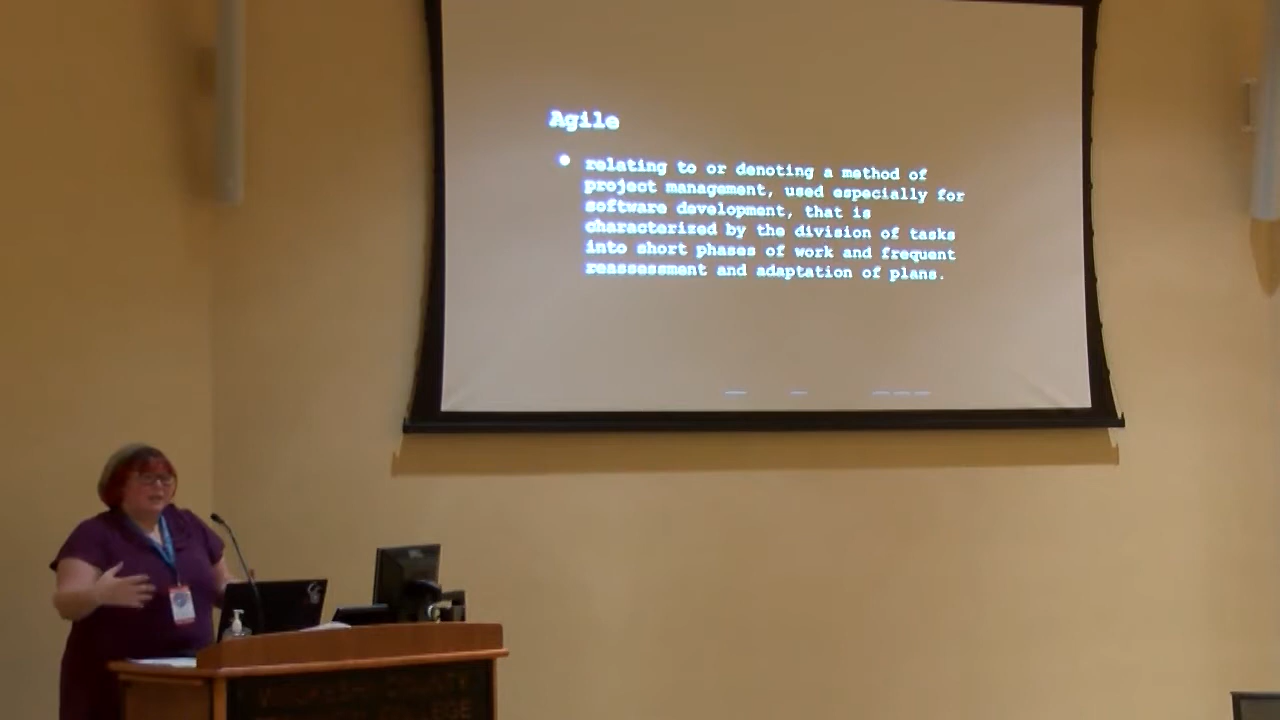 Agile
relating to or denoting a method of
project management, used especially for
software development, that is
characterized by the division of tasks
into short phases of work and frequent
reassessment and adaptation of plans.
COLLEGE